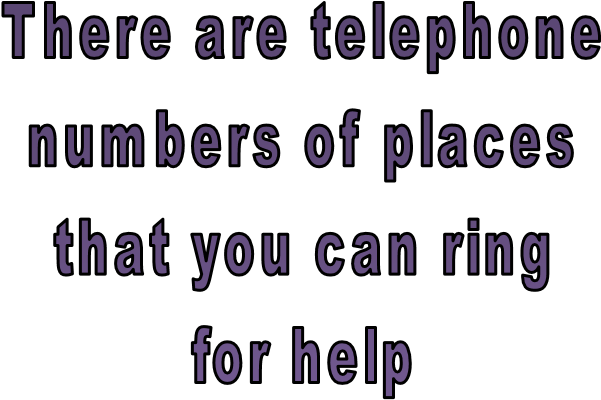 There are telephone
numbers of places
that you can ring
for help